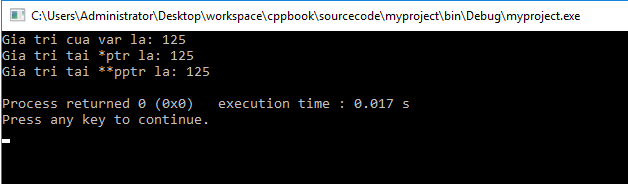 C:\Users\Administrator\Desktop\workspace\cppbook\sourcecode\myproject\bin\Debug\myproject.exe
Gia tri cua var la: 125
Gia tri tai *ptr la: 125
Gia tri tai **pptr la: 125
Process returned 0 (0x0)   execution time : 0.017 s
Press any key to continue.